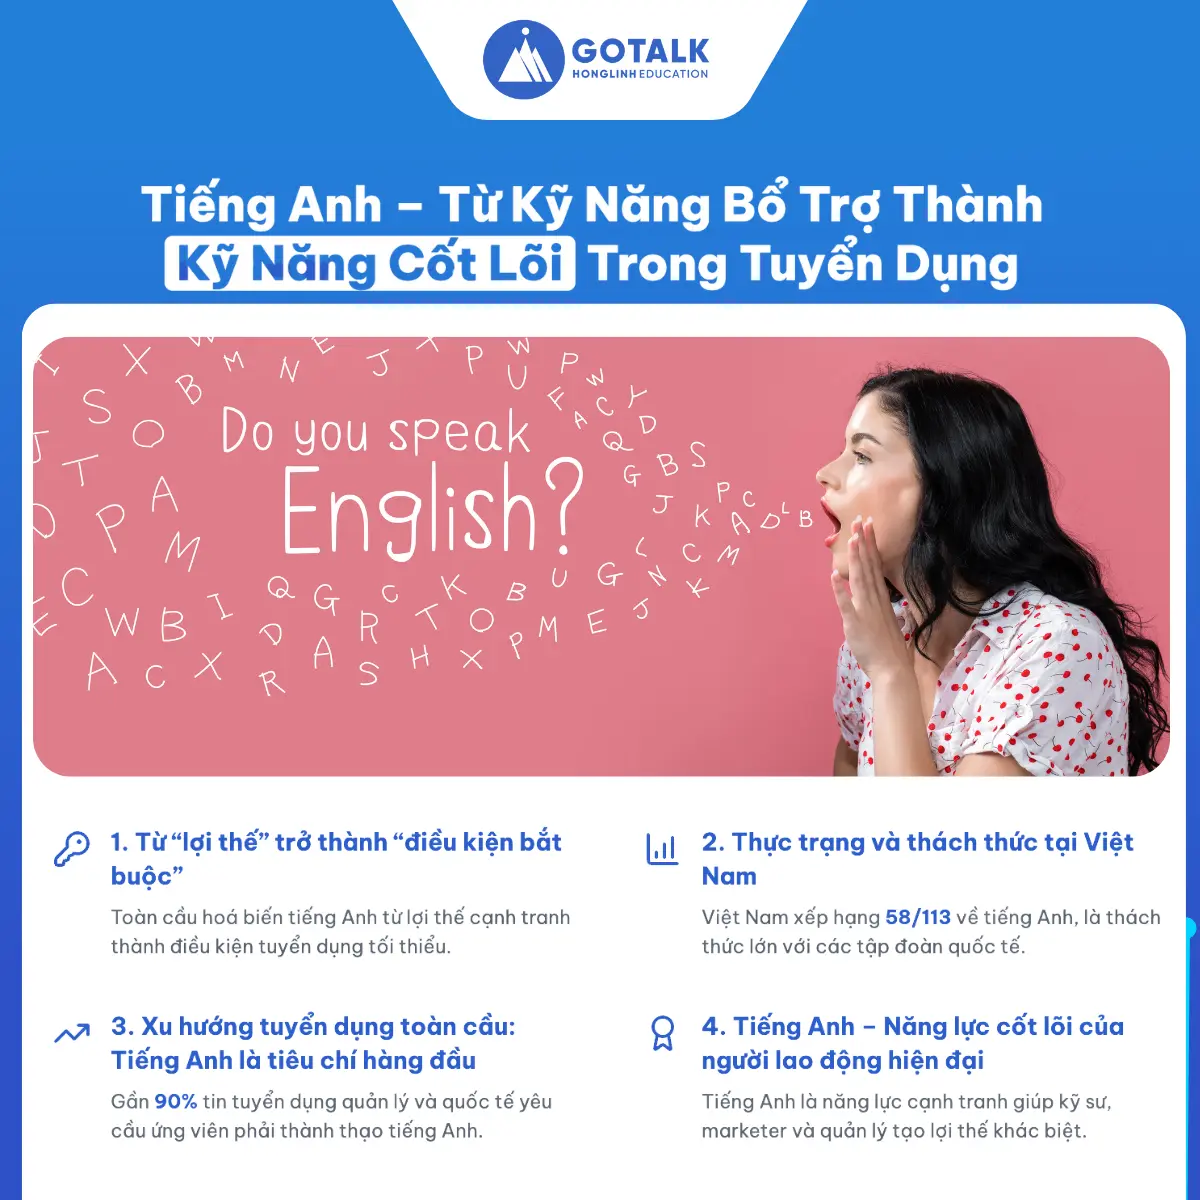 GOTALK
HONGLINH EDUCATION
Tiếng Anh – Từ Kỹ Năng Bổ Trợ Thành
Kỹ Năng Cốt Lõi Trong Tuyển Dụng
Do you speak
English?
1. Từ “lợi thế” trở thành “điều kiện bắt
buộc”
Toàn cầu hoá biến tiếng Anh từ lợi thế cạnh tranh
thành điều kiện tuyển dụng tối thiểu.
2. Thực trạng và thách thức tại Việt
Nam
Việt Nam xếp hạng 58/113 về tiếng Anh, là thách
thức lớn với các tập đoàn quốc tế.
3. Xu hướng tuyển dụng toàn cầu:
Tiếng Anh là tiêu chí hàng đầu
Gần 90% tin tuyển dụng quản lý và quốc tế yêu
cầu ứng viên phải thành thạo tiếng Anh.
4. Tiếng Anh – Năng lực cốt lõi của
người lao động hiện đại
Tiếng Anh là năng lực cạnh tranh giúp kỹ sư,
marketer và quản lý tạo lợi thế khác biệt.